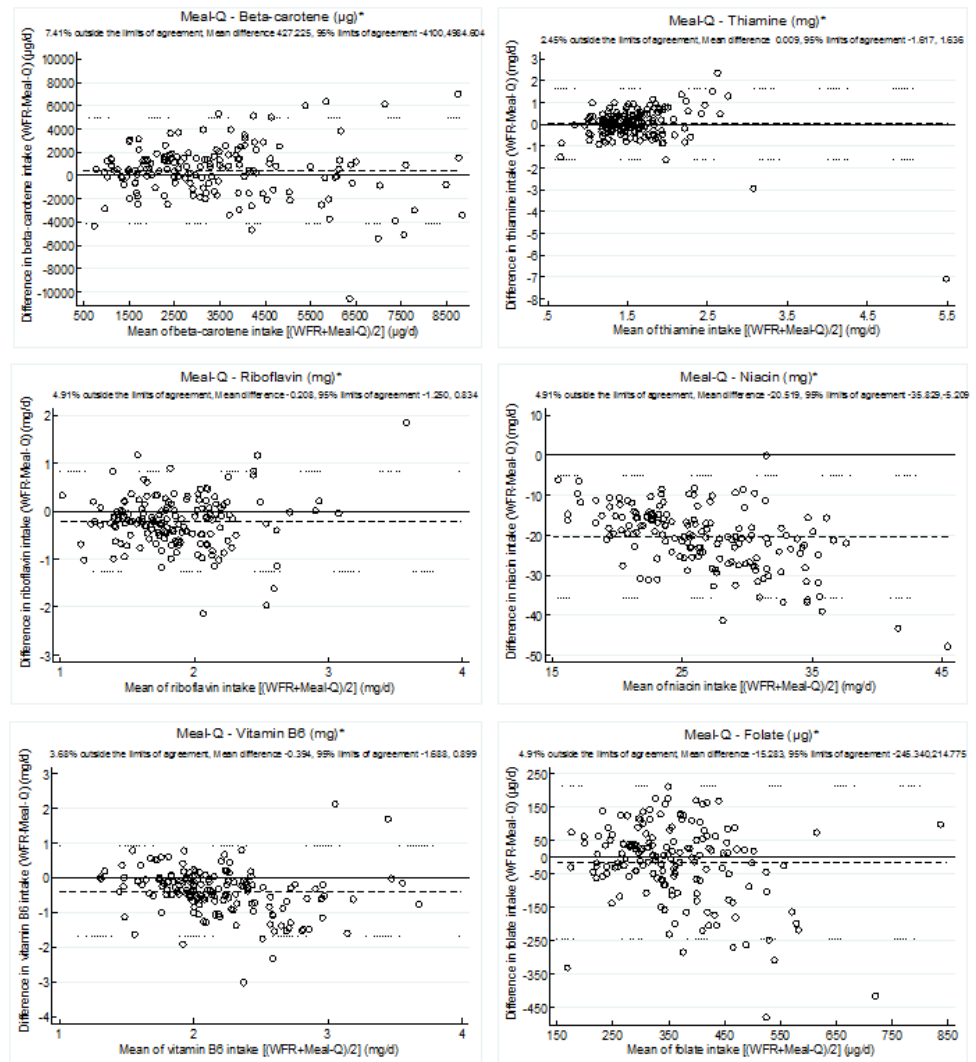 Meal-Q - Beta-carotene (µg)*
7.41% outside the limits of agreement, Mean difference 427.225, 95% limits of agreement -4100,4954.604
Difference in beta-carotene intake (WFR-Meal-Q) (µg/d)
10000
8000
6000
4000
2000
0
-2000
-4000
-6000
-8000
-10000
500 1500 2500 3500 4500 5500 6500 7500 8500
Mean of beta-carotene intake [(WFR+Meal-Q)/2] (µg/d)
Meal-Q - Thiamine (mg)*
2.45% outside the limits of agreement, Mean difference 0.009, 95% limits of agreement -1.617, 1.636
Difference in thiamine intake (WFR-Meal-Q) (mg/d)
3
2
1
0
-1
-2
-3
-4
-5
-6
-7
-8
.5 1.5 2.5 3.5 4.5 5.5
Mean of thiamine intake [(WFR+Meal-Q)/2] (mg/d)
Meal-Q - Riboflavin (mg)*
4.91% outside the limits of agreement, Mean difference -0.208, 95% limits of agreement -1.250, 0.834
Difference in riboflavin intake (WFR-Meal-Q) (mg/d)
2
1
0
-1
-2
-3
1 2 3 4
Mean of riboflavin intake [(WFR+Meal-Q)/2] (mg/d)
Meal-Q - Niacin (mg)*
4.91% outside the limits of agreement, Mean difference -20.519, 95% limits of agreement -35.829, -5.209
Difference in niacin intake (WFR-Meal-Q) (mg/d)
10
0
-10
-20
-30
-40
-50
15 25 35 45
Mean of niacin intake [(WFR+Meal-Q)/2] (mg/d)
Meal-Q - Vitamin B6 (mg)*
3.68% outside the limits of agreement, Mean difference -0.394, 95% limits of agreement -1.688, 0.899
Difference in vitamin B6 intake (WFR-Meal-Q) (mg/d)
3
2
1
0
-1
-2
-3
-4
1 2 3 4
Mean of vitamin B6 intake [(WFR+Meal-Q)/2] (mg/d)
Meal-Q - Folate (µg)*
4.91% outside the limits of agreement, Mean difference -15.283, 95% limits of agreement -245.340,214.775
Difference in folate intake (WFR-Meal-Q) (µg/d)
250
150
50
0
-50
-150
-250
-350
-450
150 250 350 450 550 650 750 850
Mean of folate intake [(WFR+Meal-Q)/2] (µg/d)